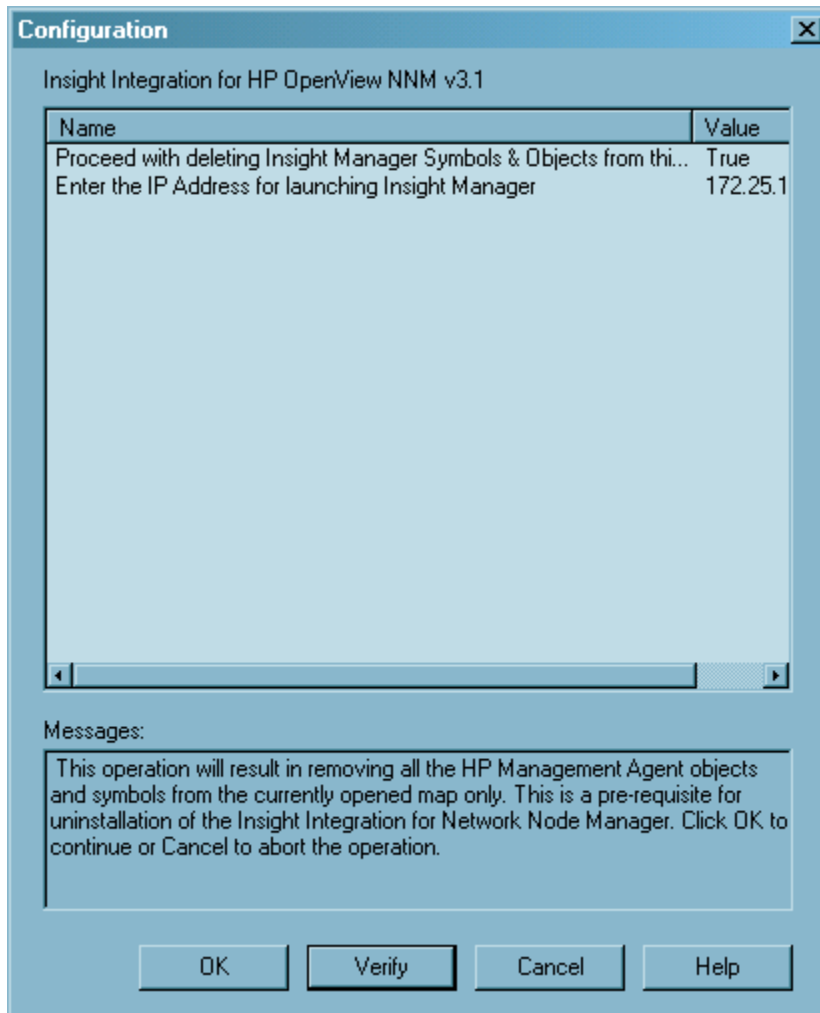 Configuration
Insight Integration for HP OpenView NNM v3.1
Name Value
Proceed with deleting Insight Manager Symbols & Objects from thi... True
Enter the IP Address for launching Insight Manager 172.25.1
Messages:
This operation will result in removing all the HP Management Agent objects
and symbols from the currently opened map only. This is a pre-requisite for
uninstallation of the Insight Integration for Network Node Manager. Click OK to
continue or Cancel to abort the operation.
OK Verify Cancel Help